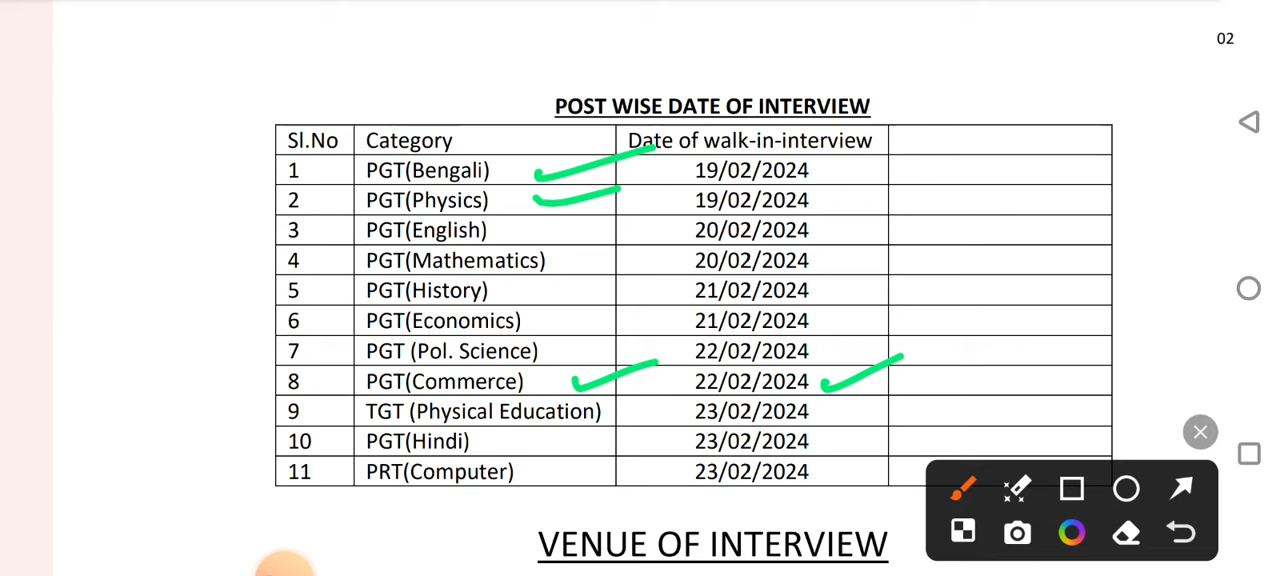 02
POST WISE DATE OF INTERVIEW
Sl.No Category Date of walk-in-interview
1 PGT(Bengali) 19/02/2024
2 PGT(Physics) 19/02/2024
3 PGT(English) 20/02/2024
4 PGT(Mathematics) 20/02/2024
5 PGT(History) 21/02/2024
6 PGT(Economics) 21/02/2024
7 PGT (Pol. Science) 22/02/2024
8 PGT(Commerce) 22/02/2024
9 TGT (Physical Education) 23/02/2024
10 PGT(Hindi) 23/02/2024
11 PRT(Computer) 23/02/2024
VENUE OF INTERVIEW